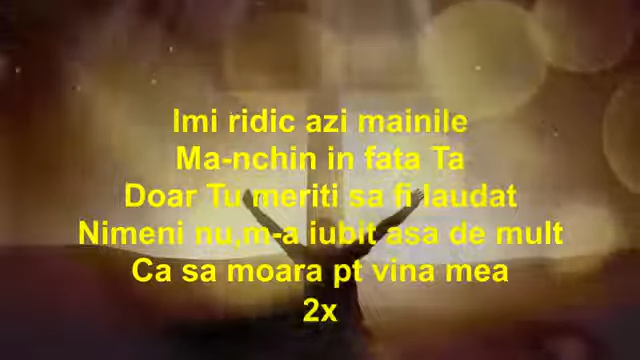 Imi ridic azi mainile
Ma-nchin in fata Ta
Doar Tu meriti sa fi laudat
Nimeni nu,m-a iubit asa de mult
Ca sa moara pt vina mea
2x